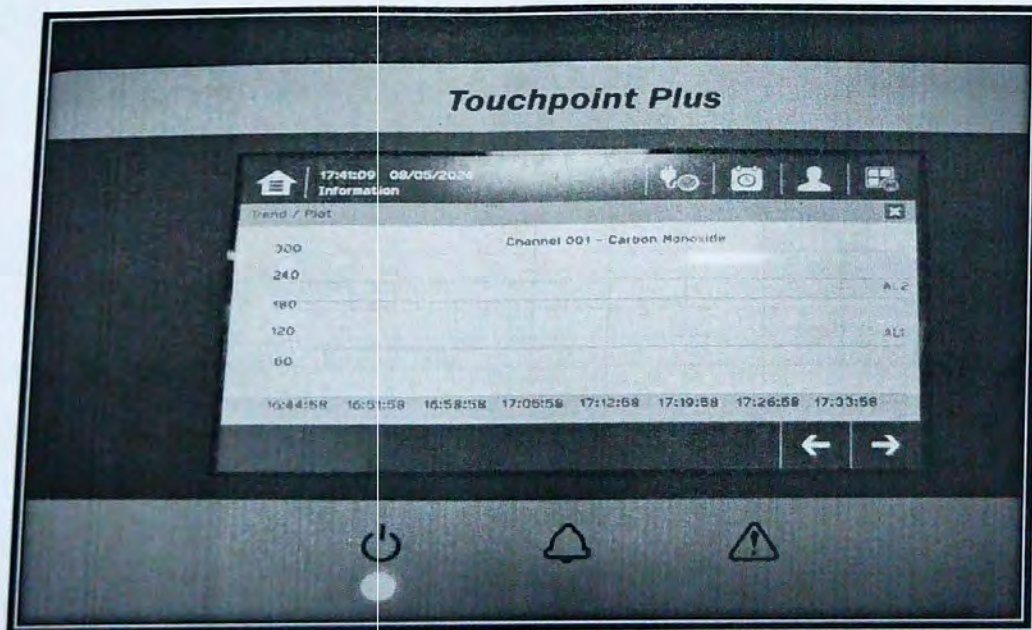 Touchpoint Plus
17:41:09 08/05/2024
Information
Trend / Plot
Channel 001 - Carbon Monoxide
300
240
AL2
180
120
AL1
60
16:44:58 16:51:58 16:58:58 17:05:58 17:12:58 17:19:58 17:26:58 17:33:58